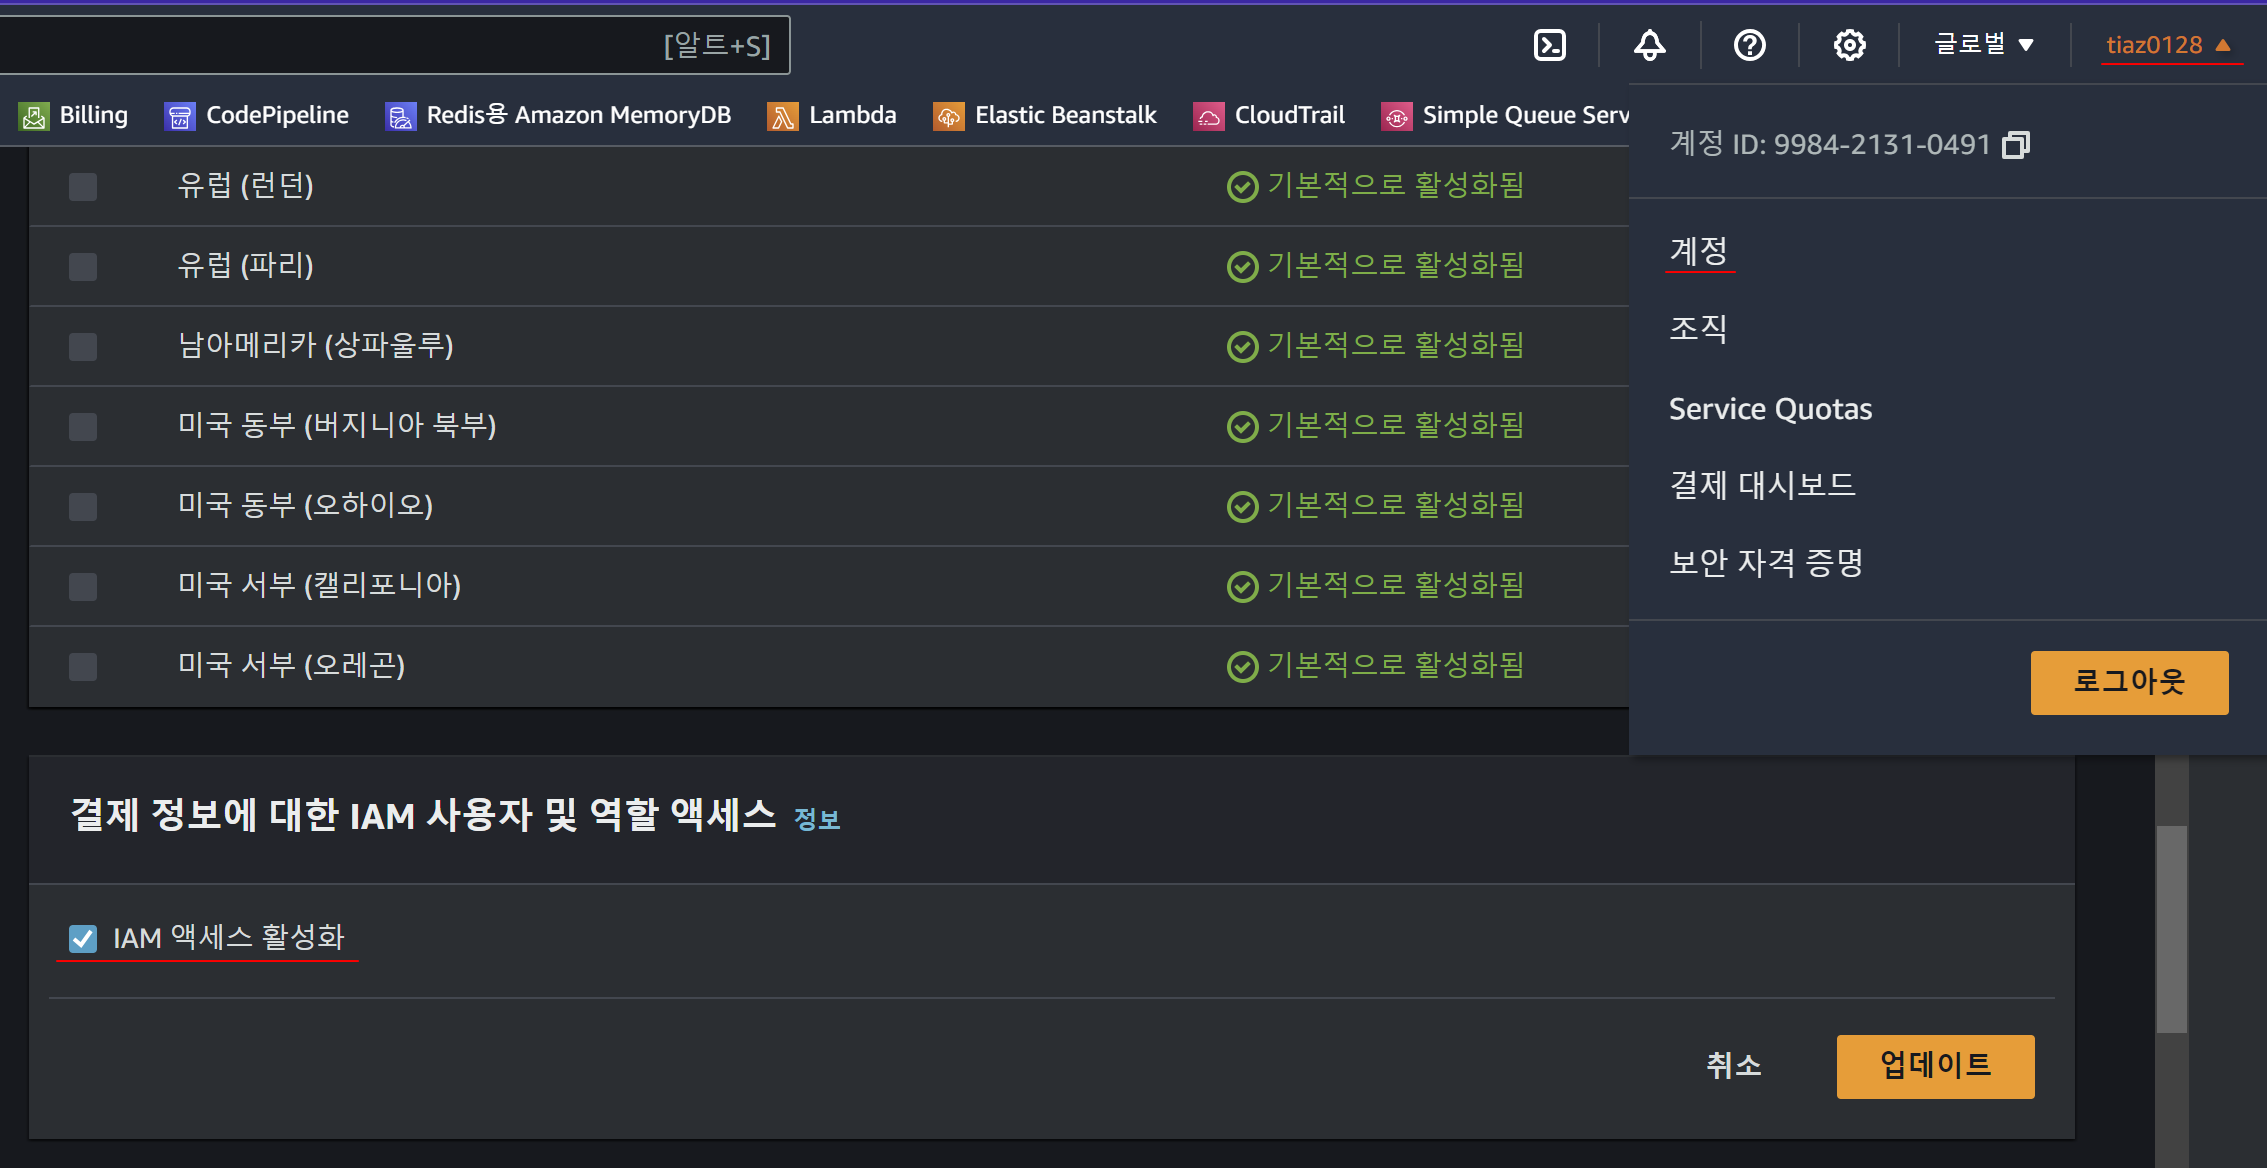 [알트+S]
글로벌 ▼
tiaz0128 ▲
Billing
CodePipeline
Redis용 Amazon MemoryDB
Lambda
Elastic Beanstalk
CloudTrail
Simple Queue Serv
계정 ID: 9984-2131-0491
계정
조직
Service Quotas
결제 대시보드
보안 자격 증명
로그아웃
유럽 (런던) 기본적으로 활성화됨
유럽 (파리) 기본적으로 활성화됨
남아메리카 (상파울루) 기본적으로 활성화됨
미국 동부 (버지니아 북부) 기본적으로 활성화됨
미국 동부 (오하이오) 기본적으로 활성화됨
미국 서부 (캘리포니아) 기본적으로 활성화됨
미국 서부 (오레곤) 기본적으로 활성화됨
결제 정보에 대한 IAM 사용자 및 역할 액세스 정보
IAM 액세스 활성화
취소
업데이트